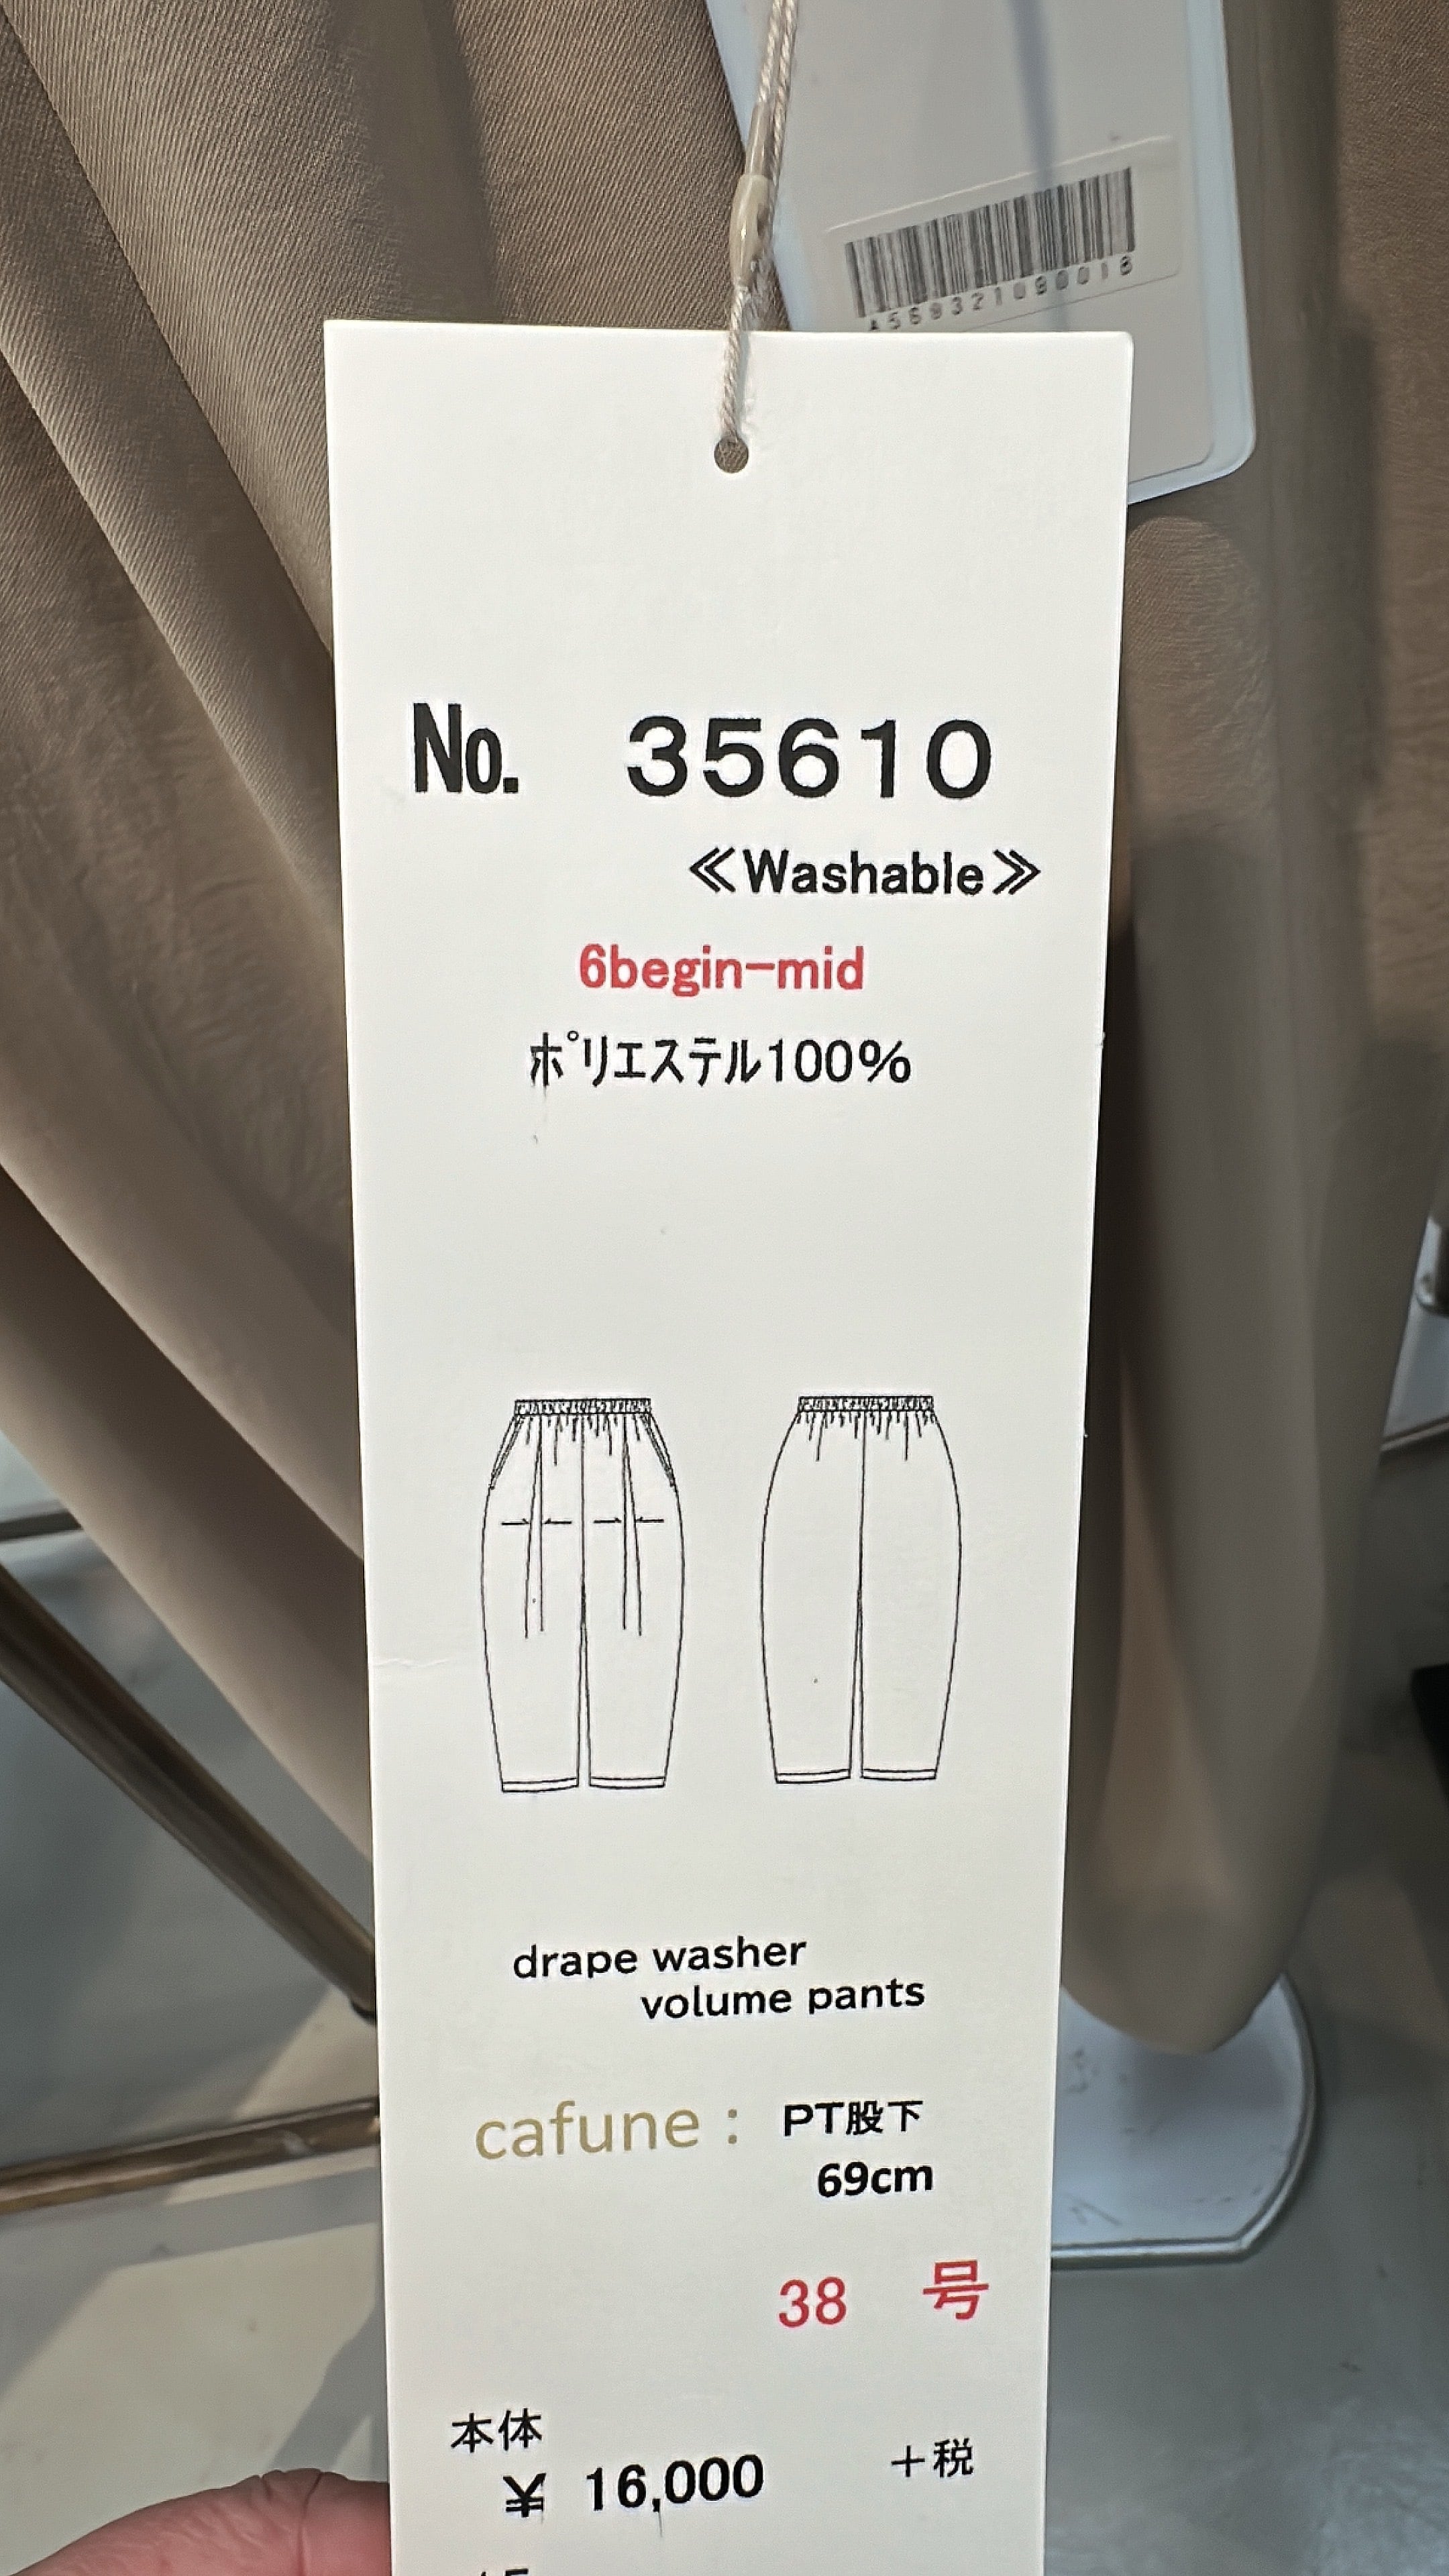 No. 35610
≪Washable≫
6begin-mid
ポリエステル100%
drape washer
volume pants
cafune : PT股下
69cm
38 号
本体
¥ 16,000 +税